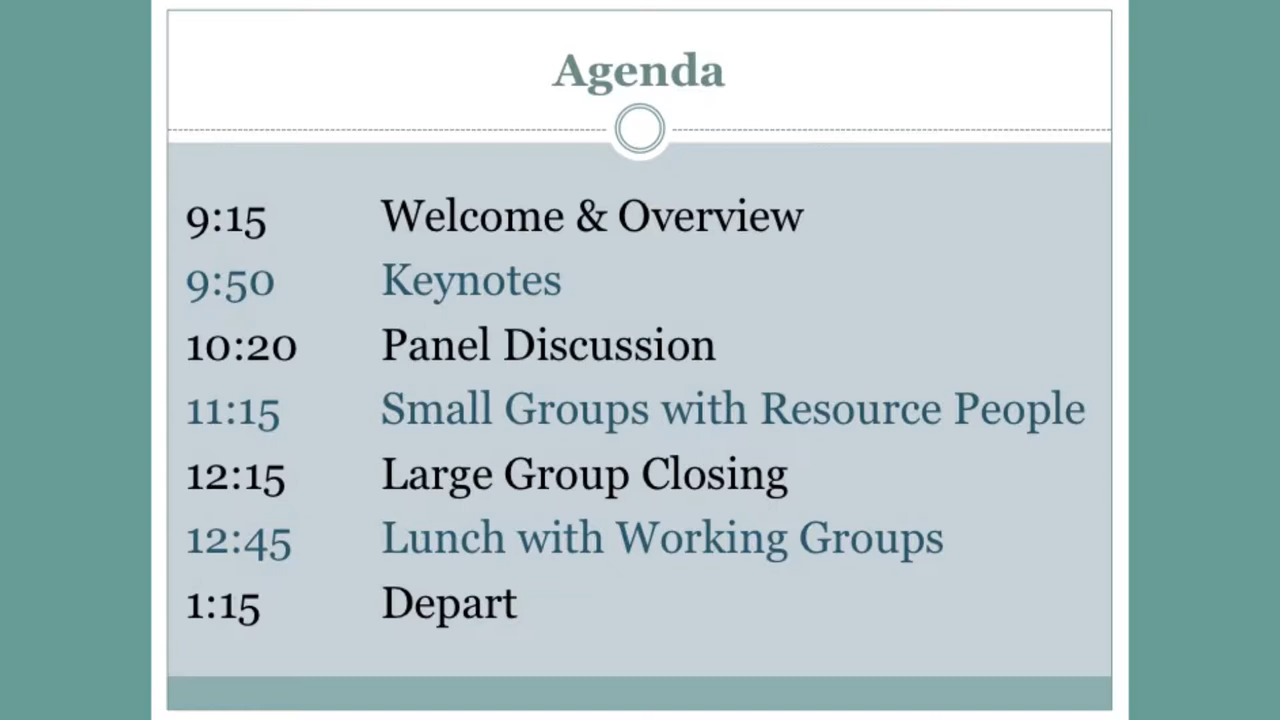 Agenda
9:15 Welcome & Overview
9:50 Keynotes
10:20 Panel Discussion
11:15 Small Groups with Resource People
12:15 Large Group Closing
12:45 Lunch with Working Groups
1:15 Depart